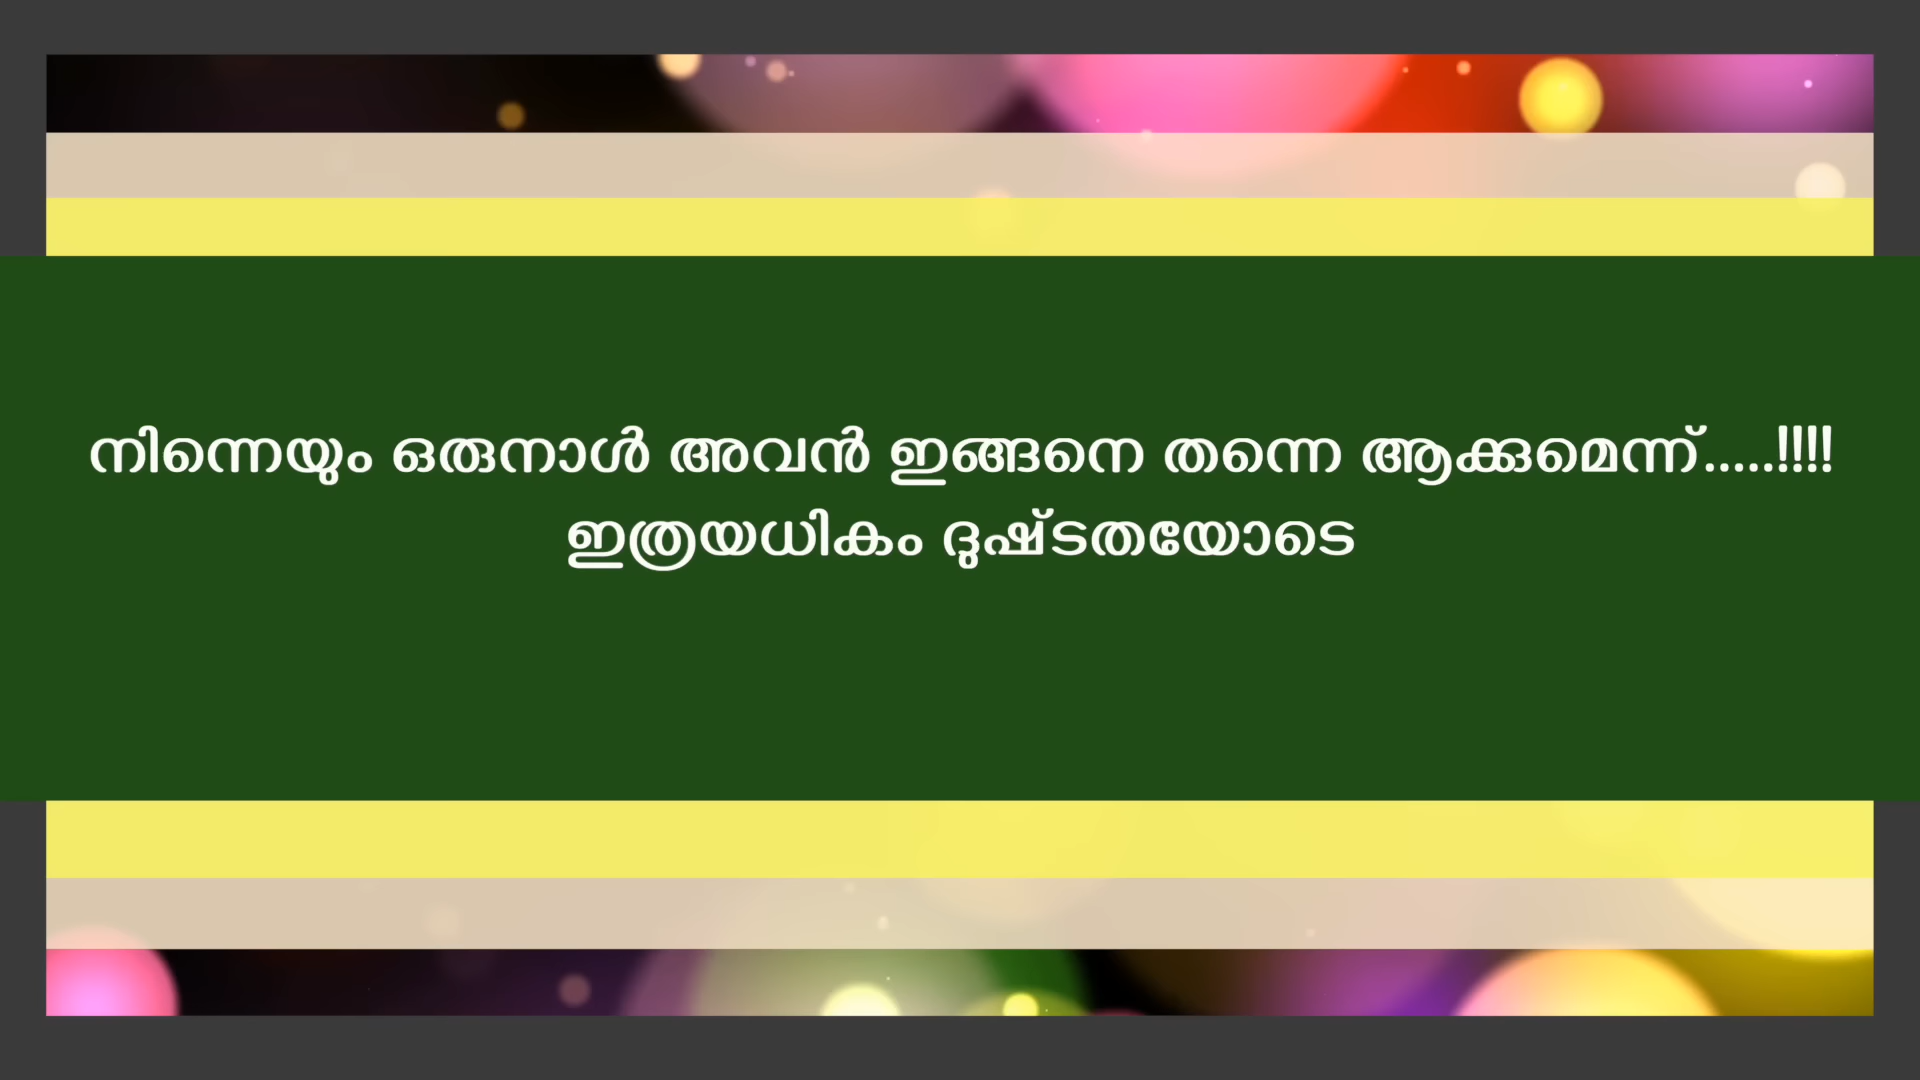 നിന്നെയും ഒരുനാൾ അവൻ ഇങ്ങനെ തന്നെ ആക്കുമെന്ന്.....!!!!
ഇത്രയധികം ദുഷ്ടതയോടെ